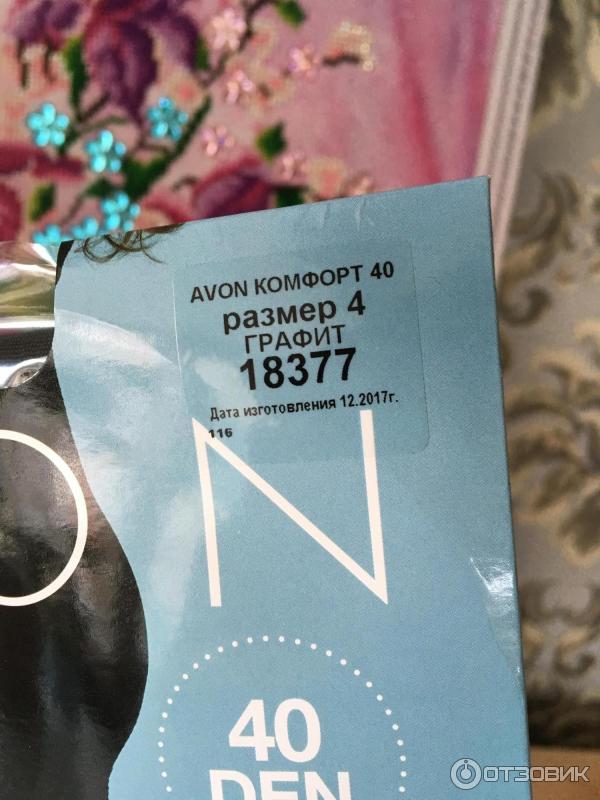 AVON КОМФОРТ 40
размер 4
ГРАФИТ
18377
Дата изготовления 12.2017г.
116
ON
40
DEN
ОТЗОВИК